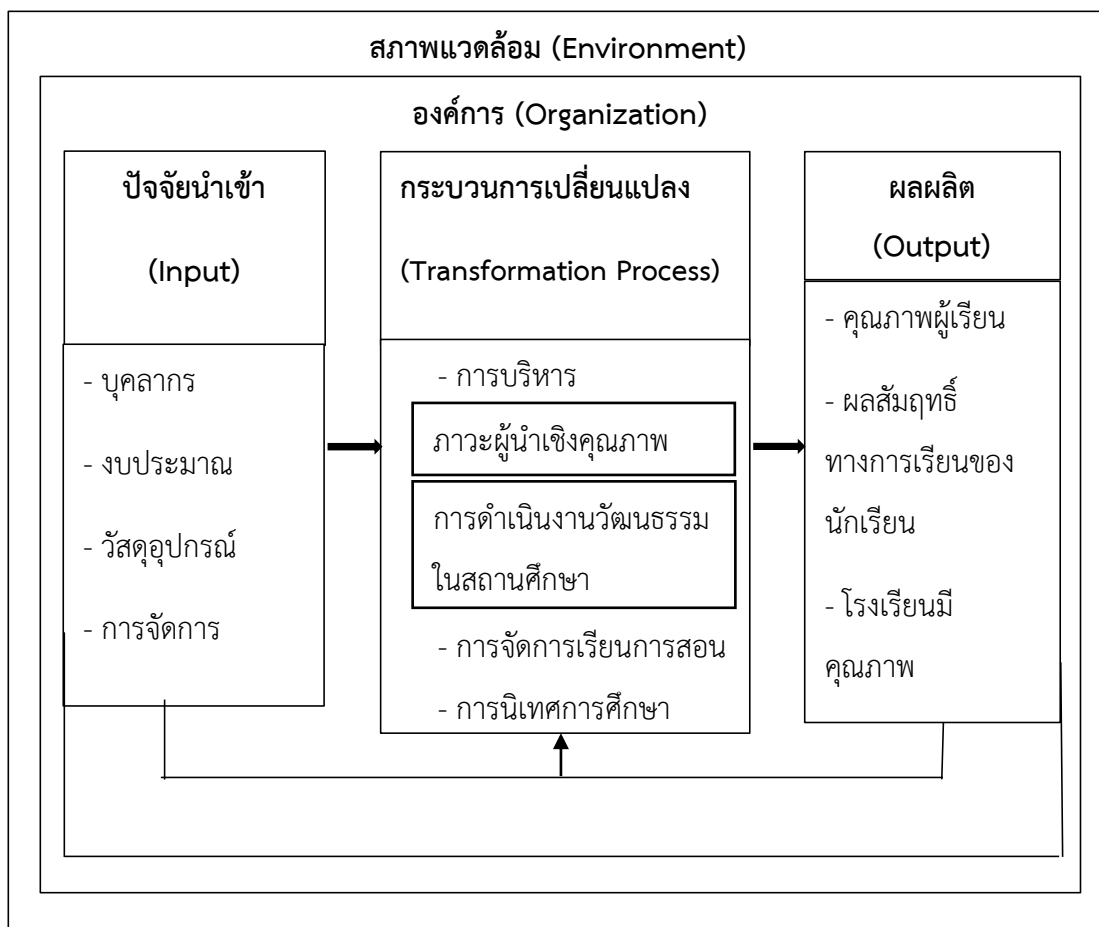 สภาพแวดล้อม (Environment)
องค์การ (Organization)
ปัจจัยนำเข้า
(Input)
- บุคลากร
- งบประมาณ
- วัสดุอุปกรณ์
- การจัดการ
กระบวนการเปลี่ยนแปลง
(Transformation Process)
- การบริหาร
ภาวะผู้นำเชิงคุณภาพ
การดำเนินงานวัฒนธรรม
ในสถานศึกษา
- การจัดการเรียนการสอน
- การนิเทศการศึกษา
ผลผลิต
(Output)
- คุณภาพผู้เรียน
- ผลสัมฤทธิ์
ทางการเรียนของ
นักเรียน
- โรงเรียนมี
คุณภาพ